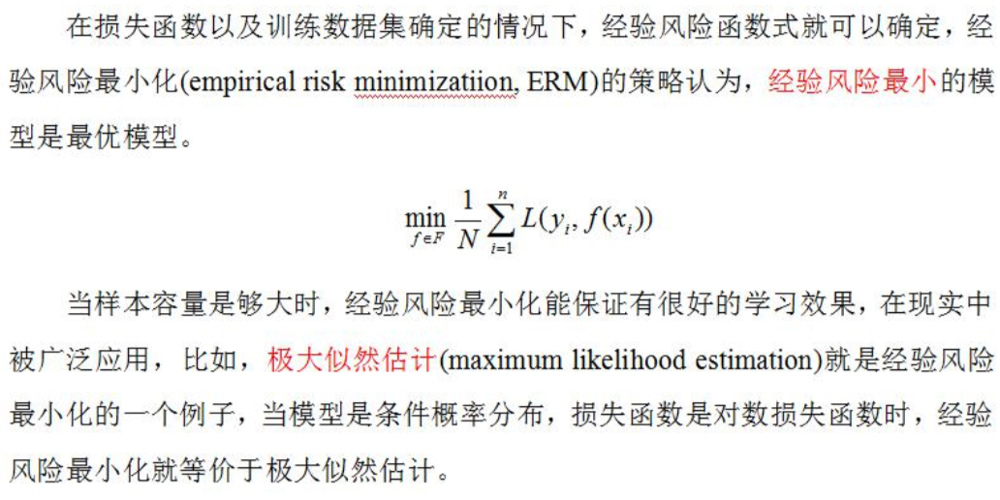 在损失函数以及训练数据集确定的情况下，经验风险函数式就可以确定，经
验风险最小化(empirical risk minimizatiion, ERM)的策略认为，经验风险最小的模
型是最优模型。
min_{f∈F} \frac{1}{N} \sum_{i=1}^{n} L(y_i, f(x_i))
当样本容量是够大时，经验风险最小化能保证有很好的学习效果，在现实中
被广泛应用，比如，极大似然估计(maximum likelihood estimation)就是经验风险
最小化的一个例子，当模型是条件概率分布，损失函数是对数损失函数时，经验
风险最小化就等价于极大似然估计。